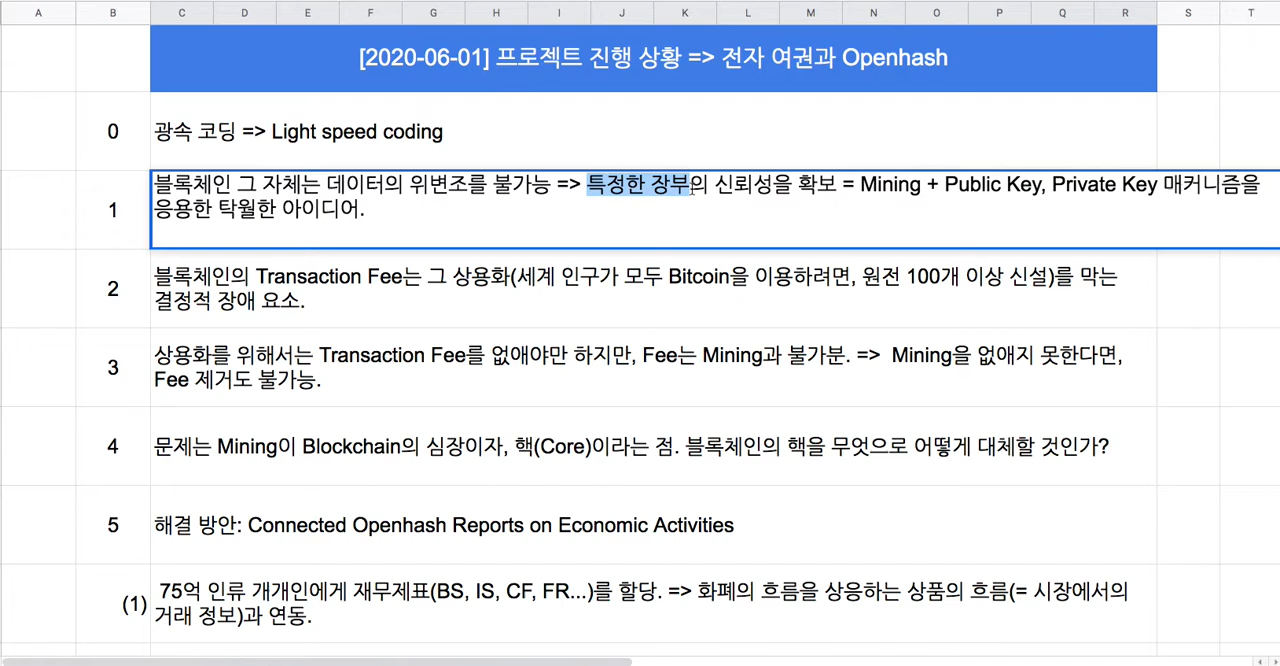 A B C D E F G H I J K L M N O P Q R S T
[2020-06-01] 프로젝트 진행 상황 => 전자 여권과 Openhash
0 광속 코딩 => Light speed coding
1 블록체인 그 자체는 데이터의 위변조를 불가능 => 특정한 장부의 신뢰성을 확보 = Mining + Public Key, Private Key 매커니즘을
응용한 탁월한 아이디어.
2 블록체인의 Transaction Fee는 그 상용화(세계 인구가 모두 Bitcoin을 이용하려면, 원전 100개 이상 신설)를 막는
결정적 장애 요소.
3 상용화를 위해서는 Transaction Fee를 없애야만 하지만, Fee는 Mining과 불가분. => Mining을 없애지 못한다면,
Fee 제거도 불가능.
4 문제는 Mining이 Blockchain의 심장이자, 핵(Core)이라는 점. 블록체인의 핵을 무엇으로 어떻게 대체할 것인가?
5 해결 방안: Connected Openhash Reports on Economic Activities
(1) 75억 인류 개개인에게 재무제표(BS, IS, CF, FR...)를 할당. => 화폐의 흐름을 상응하는 상품의 흐름(= 시장에서의
거래 정보)과 연동.